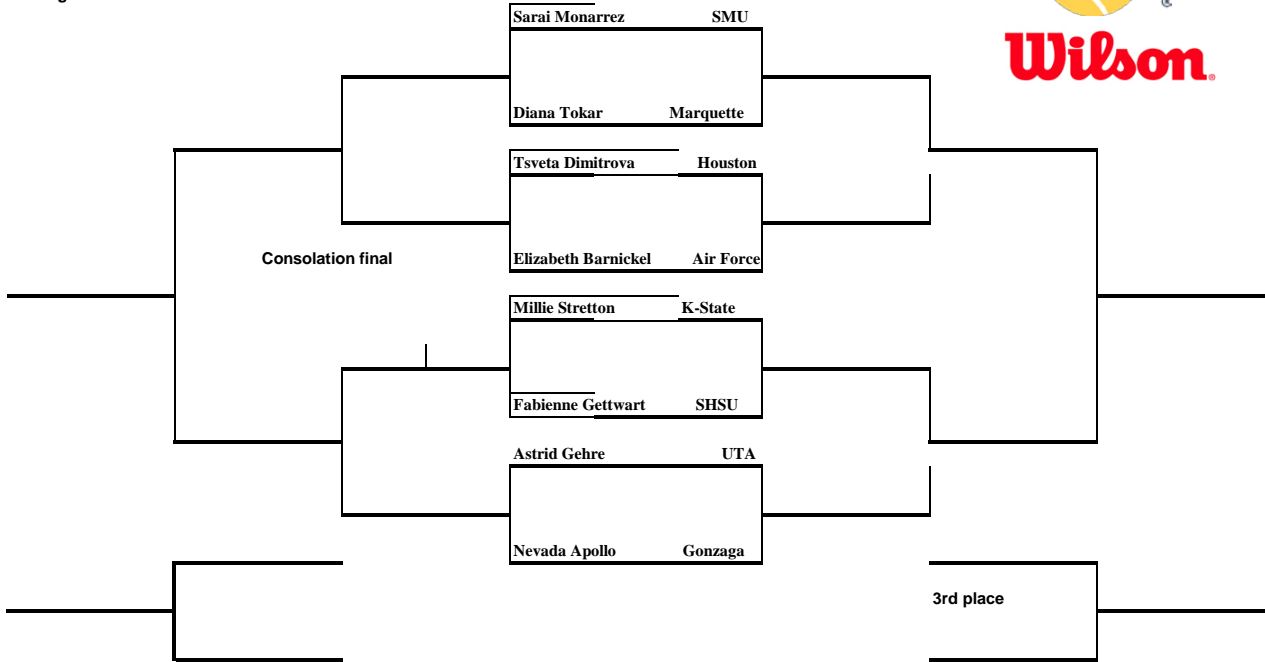 Sarai Monarrez SMU
Wilson®
Diana Tokar Marquette
Tsveta Dimitrova Houston
Consolation final
Elizabeth Barnickel Air Force
Millie Stretton K-State
Fabienne Gettwart SHSU
Astrid Gehre UTA
Nevada Apollo Gonzaga
3rd place